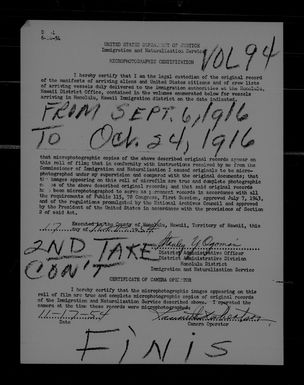 UNITED STATES DEPARTMENT OF JUSTICE
Immigration and Naturalization Service
VOL 94
MICROPHOTOGRAPHIC CERTIFICATION
I hereby certify that I am the legal custodian of the original record
of the manifests of arriving aliens and United States citizens and of crew lists
of arriving vessels duly delivered to the immigration authorities at the Honolulu,
Hawaii District Office, contained in the volumes enumerated below for vessels
arriving in Honolulu, Hawaii Immigration District on the date indicated.
FROM SEPT. 6, 1916
TO Oct. 24, 1916
that microphotographic copies of the above described original records appear on
this roll of film that in conformity with instructions received by me from the
Commissioner of Immigration and Naturalization I caused originals to be micro-
photographed under my supervision and compared with the original documents; that
the images appearing on this roll of microfilm are true and complete photographic
copies of the above described original records; and that said original records
have been microphotographed to serve as permanent records in accordance with all
the requirements of Public 115, 78 Congress, First Session, approved July 7, 1943,
and of the regulations promulgated by the National Archives Council and approved
by the President of the United States in accordance with the provisions of Section
2 of said Act.
Executed in the County of Honolulu, Hawaii, Territory of Hawaii, this
17
2ND TAKE
CON'T
District Administrative Officer
District Administrative Division
Honolulu District
Immigration and Naturalization Service
CERTIFICATE OF CAMERA OPERATOR
I hereby certify that the microphotographic images appearing on this
roll of film are true and complete microphotographic copies of original records
of the Immigration and Naturalization Service described above. I operated the
camera at the time these records were microphotographed:
11-17-54
Date
Camera Operator
FINIS